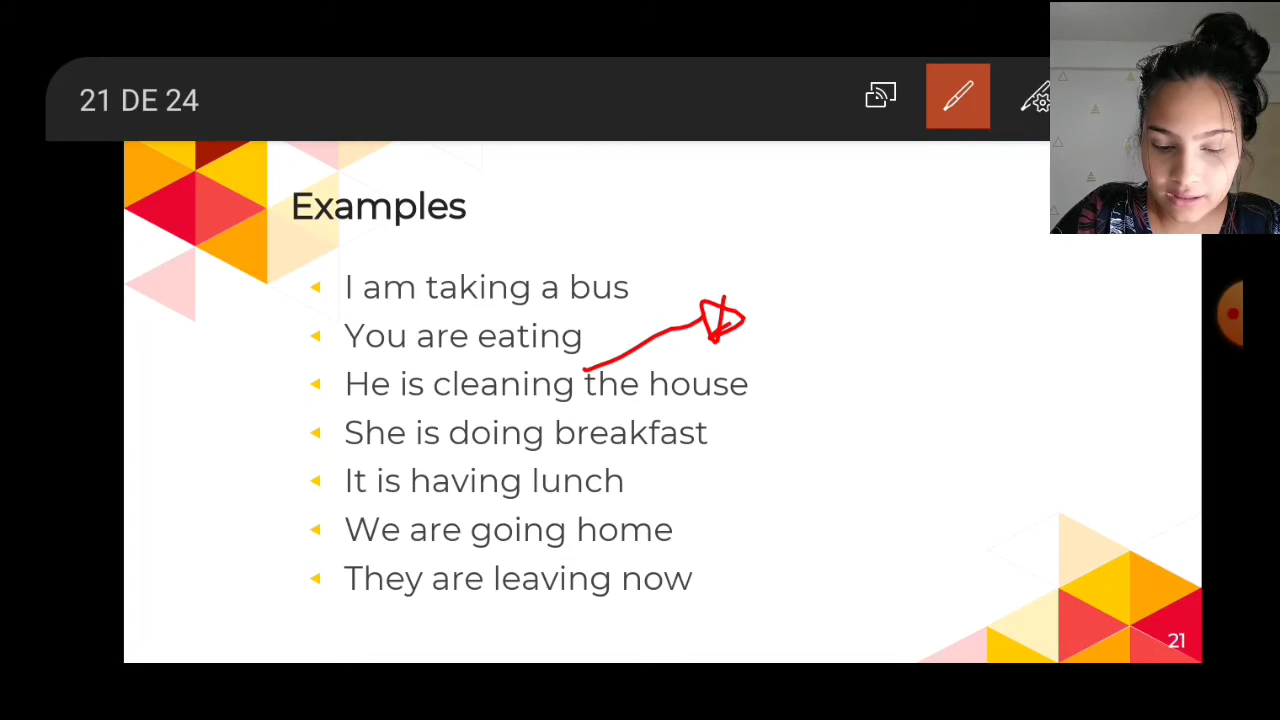 21 DE 24
Examples
I am taking a bus
You are eating
He is cleaning the house
She is doing breakfast
It is having lunch
We are going home
They are leaving now
21